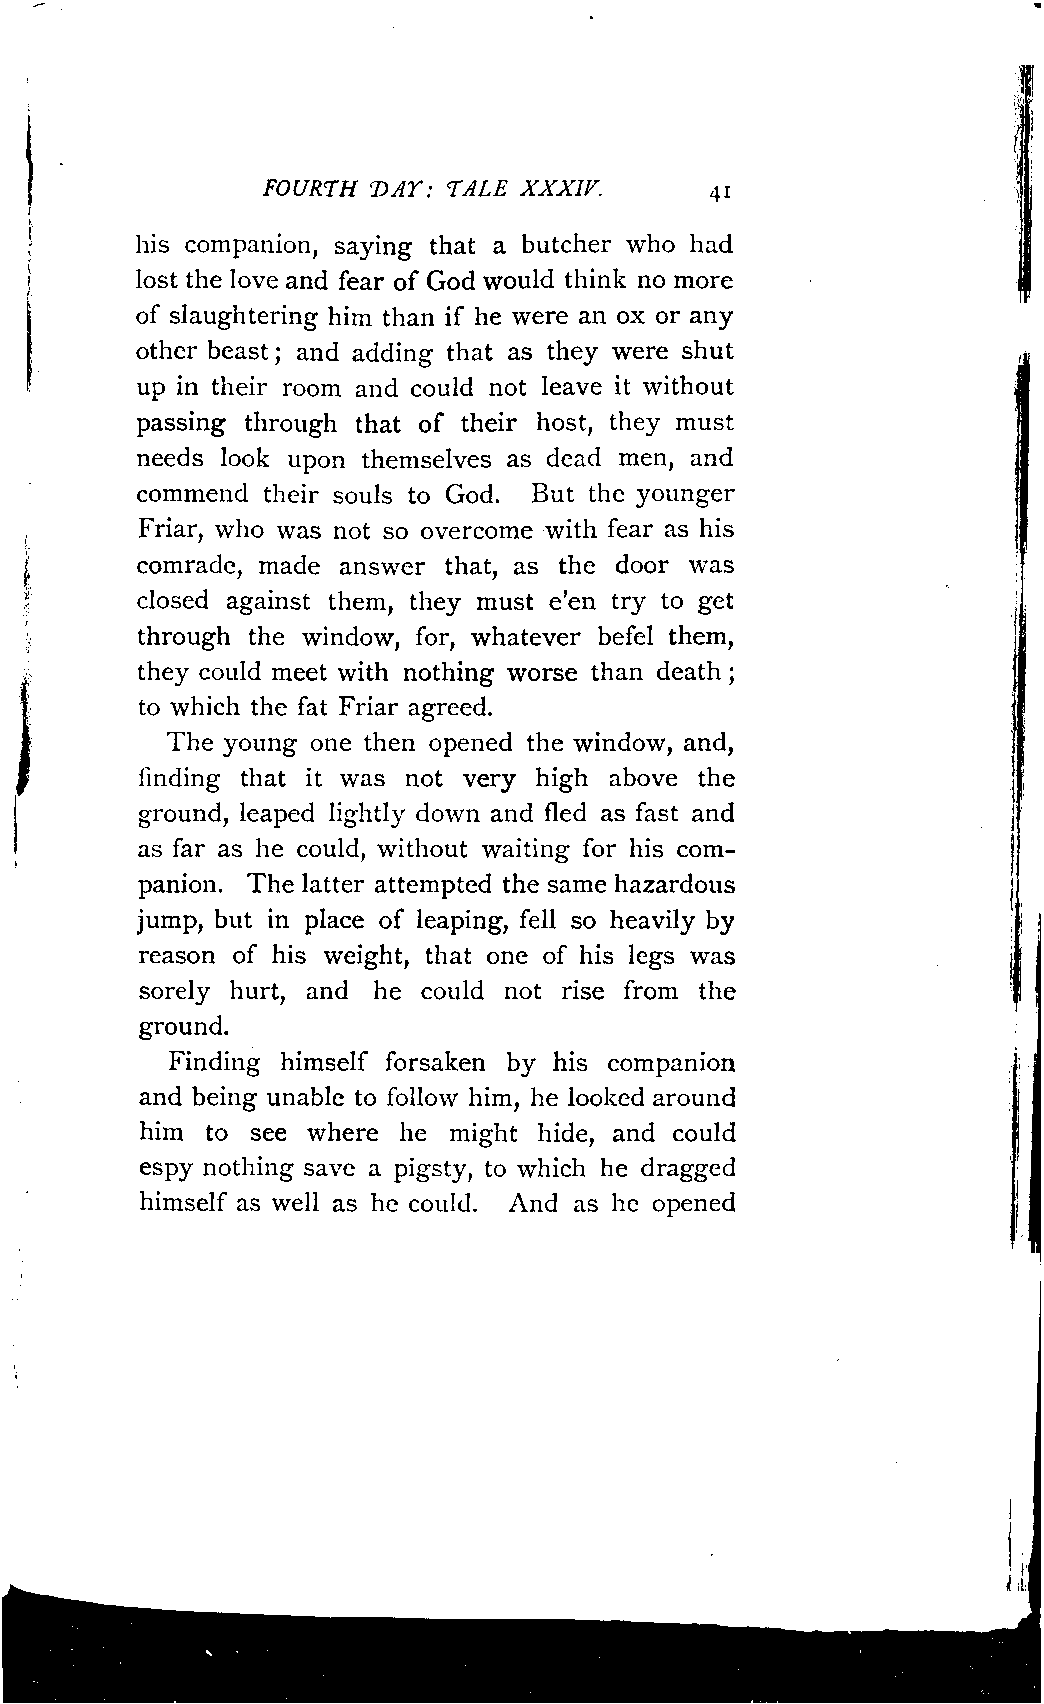 FOURTH DAY: TALE XXXIV. 41
his companion, saying that a butcher who had
lost the love and fear of God would think no more
of slaughtering him than if he were an ox or any
other beast; and adding that as they were shut
up in their room and could not leave it without
passing through that of their host, they must
needs look upon themselves as dead men, and
commend their souls to God. But the younger
Friar, who was not so overcome with fear as his
comrade, made answer that, as the door was
closed against them, they must e'en try to get
through the window, for, whatever befel them,
they could meet with nothing worse than death;
to which the fat Friar agreed.
The young one then opened the window, and,
finding that it was not very high above the
ground, leaped lightly down and fled as fast and
as far as he could, without waiting for his com-
panion. The latter attempted the same hazardous
jump, but in place of leaping, fell so heavily by
reason of his weight, that one of his legs was
sorely hurt, and he could not rise from the
ground.
Finding himself forsaken by his companion
and being unable to follow him, he looked around
him to see where he might hide, and could
espy nothing save a pigsty, to which he dragged
himself as well as he could. And as he opened